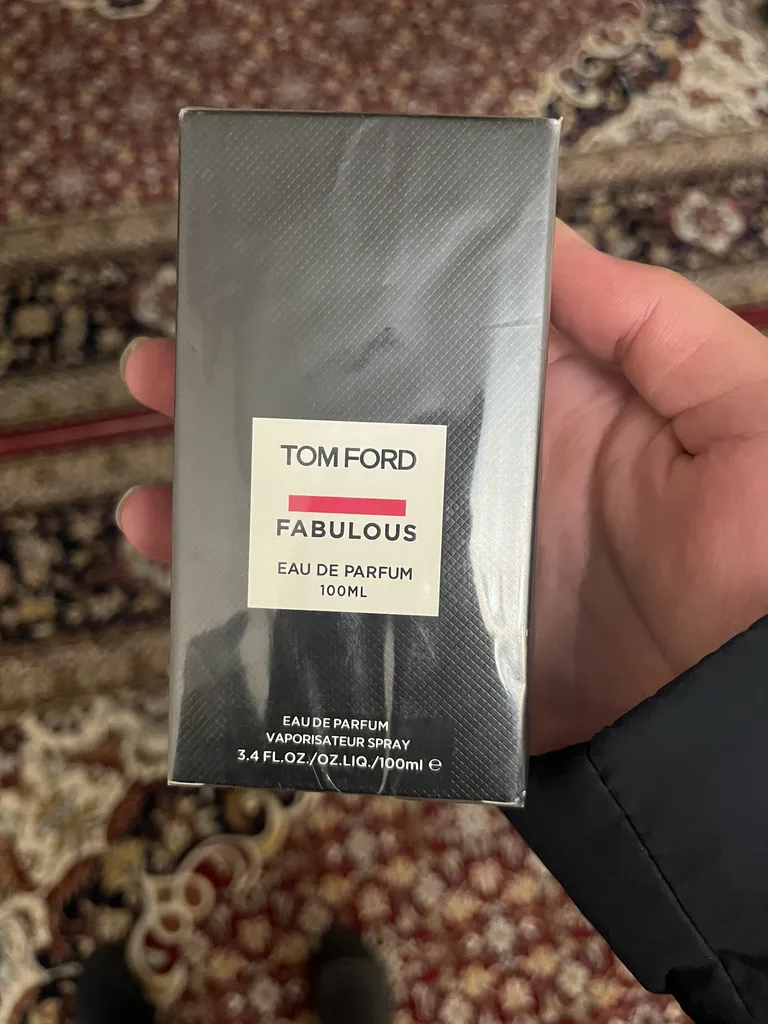 TOM FORD
FABULOUS
EAU DE PARFUM
100ML
EAU DE PARFUM
VAPORISATEUR SPRAY
3.4 FL.OZ./OZ.LIQ./100ml ℮